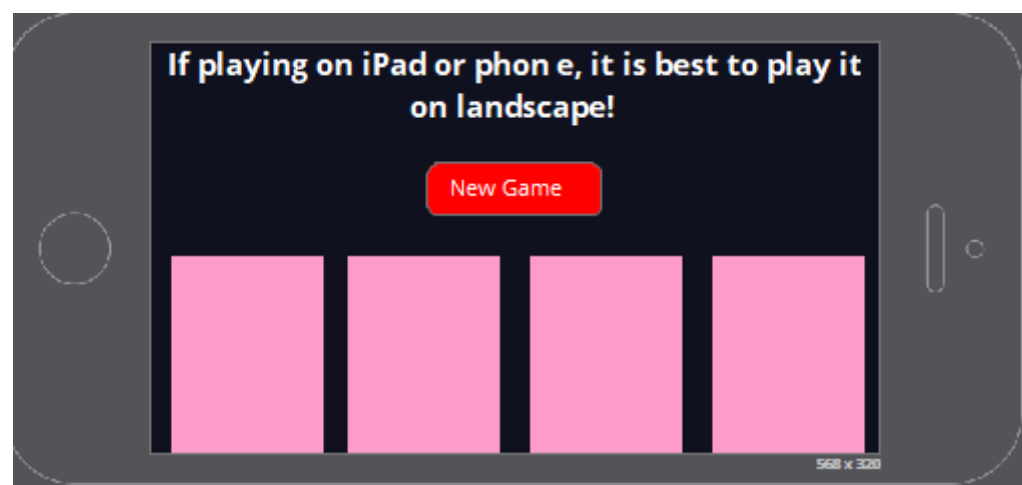 If playing on iPad or phon e, it is best to play it
on landscape!
New Game
568 x 320